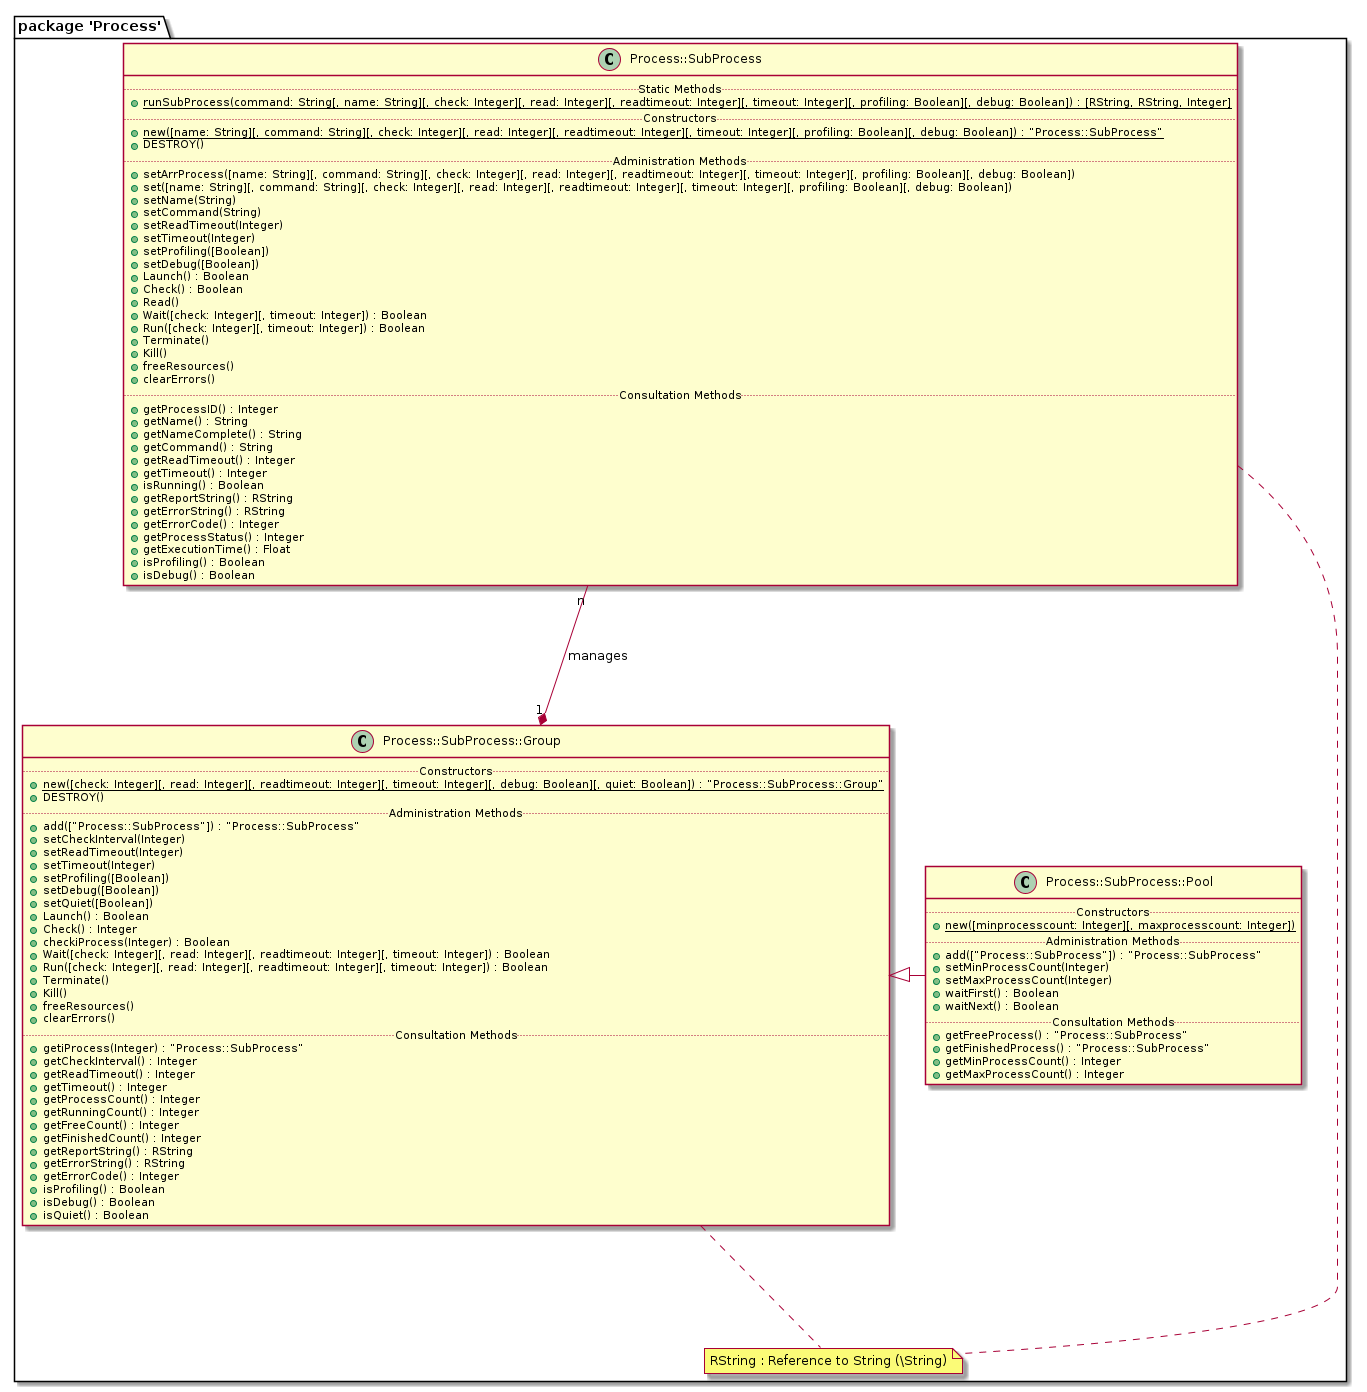 package 'Process'
C Process::SubProcess
Static Methods
runSubProcess(command: String[, name: String][, check: Integer][, read: Integer][, readtimeout: Integer][, timeout: Integer][, profiling: Boolean][, debug: Boolean]) : [RString, RString, Integer]
Constructors
new([name: String][, command: String][, check: Integer][, read: Integer][, readtimeout: Integer][, timeout: Integer][, profiling: Boolean][, debug: Boolean]) : "Process::SubProcess"
DESTROY()
Administration Methods
setArrProcess([name: String][, command: String][, check: Integer][, read: Integer][, readtimeout: Integer][, timeout: Integer][, profiling: Boolean][, debug: Boolean])
set([name: String][, command: String][, check: Integer][, read: Integer][, readtimeout: Integer][, timeout: Integer][, profiling: Boolean][, debug: Boolean])
setName(String)
setCommand(String)
setReadTimeout(Integer)
setTimeout(Integer)
setProfiling([Boolean])
setDebug([Boolean])
Launch() : Boolean
Check() : Boolean
Read()
Wait([check: Integer][, timeout: Integer]) : Boolean
Run([check: Integer][, timeout: Integer]) : Boolean
Terminate()
Kill()
freeResources()
clearErrors()
Consultation Methods
getProcessID() : Integer
getName() : String
getNameComplete() : String
getCommand() : String
getReadTimeout() : Integer
getTimeout() : Integer
isRunning() : Boolean
getReportString() : RString
getErrorString() : RString
getErrorCode() : Integer
getProcessStatus() : Integer
getExecutionTime() : Float
isProfiling() : Boolean
isDebug() : Boolean
n
manages
1
C Process::SubProcess::Group
Constructors
new([check: Integer][, read: Integer][, readtimeout: Integer][, timeout: Integer][, debug: Boolean][, quiet: Boolean]) : "Process::SubProcess::Group"
DESTROY()
Administration Methods
add(["Process::SubProcess"]) : "Process::SubProcess"
setCheckInterval(Integer)
setReadTimeout(Integer)
setTimeout(Integer)
setProfiling([Boolean])
setDebug([Boolean])
setQuiet([Boolean])
Launch() : Boolean
Check() : Integer
checkiProcess(Integer) : Boolean
Wait([check: Integer][, read: Integer][, readtimeout: Integer][, timeout: Integer]) : Boolean
Run([check: Integer][, read: Integer][, readtimeout: Integer][, timeout: Integer]) : Boolean
Terminate()
Kill()
freeResources()
clearErrors()
Consultation Methods
getiProcess(Integer) : "Process::SubProcess"
getCheckInterval() : Integer
getReadTimeout() : Integer
getTimeout() : Integer
getProcessCount() : Integer
getRunningCount() : Integer
getFreeCount() : Integer
getFinishedCount() : Integer
getReportString() : RString
getErrorString() : RString
getErrorCode() : Integer
isProfiling() : Boolean
isDebug() : Boolean
isQuiet() : Boolean
C Process::SubProcess::Pool
Constructors
new([minprocesscount: Integer][, maxprocesscount: Integer])
Administration Methods
add(["Process::SubProcess"]) : "Process::SubProcess"
setMinProcessCount(Integer)
setMaxProcessCount(Integer)
waitFirst() : Boolean
waitNext() : Boolean
Consultation Methods
getFreeProcess() : "Process::SubProcess"
getFinishedProcess() : "Process::SubProcess"
getMinProcessCount() : Integer
getMaxProcessCount() : Integer
RString : Reference to String (\String)